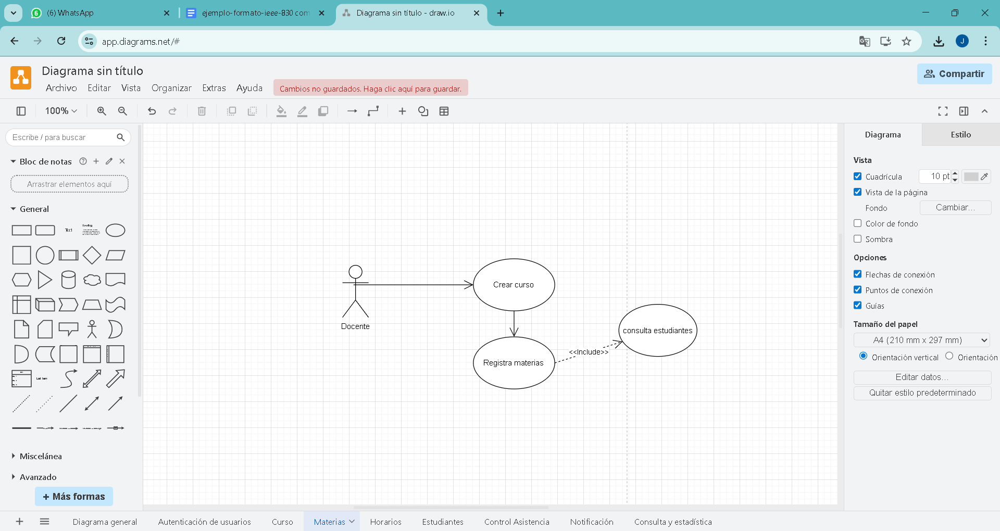 (6) WhatsApp
ejemplo-formato-ieee-830 com
Diagrama sin título - draw.io
app.diagrams.net/#
J
Diagrama sin título
Archivo Editar Vista Organizar Extras Ayuda
Cambios no guardados. Haga clic aquí para guardar.
Compartir
100%
Escribe / para buscar
Bloc de notas
Arrastrar elementos aquí
General
Text
Heading
List Item
Miscelánea
Avanzado
+ Más formas
Docente
Crear curso
Registra materias
<<Include>>
consulta estudiantes
Diagrama Estilo
Vista
Cuadrícula 10 pt
Vista de la página
Fondo Cambiar...
Color de fondo
Sombra
Opciones
Flechas de conexión
Puntos de conexión
Guías
Tamaño del papel
A4 (210 mm x 297 mm)
Orientación vertical Orientación
Editar datos...
Quitar estilo predeterminado
Diagrama general Autenticación de usuarios Curso Materias Horarios Estudiantes Control Asistencia Notificación Consulta y estadística